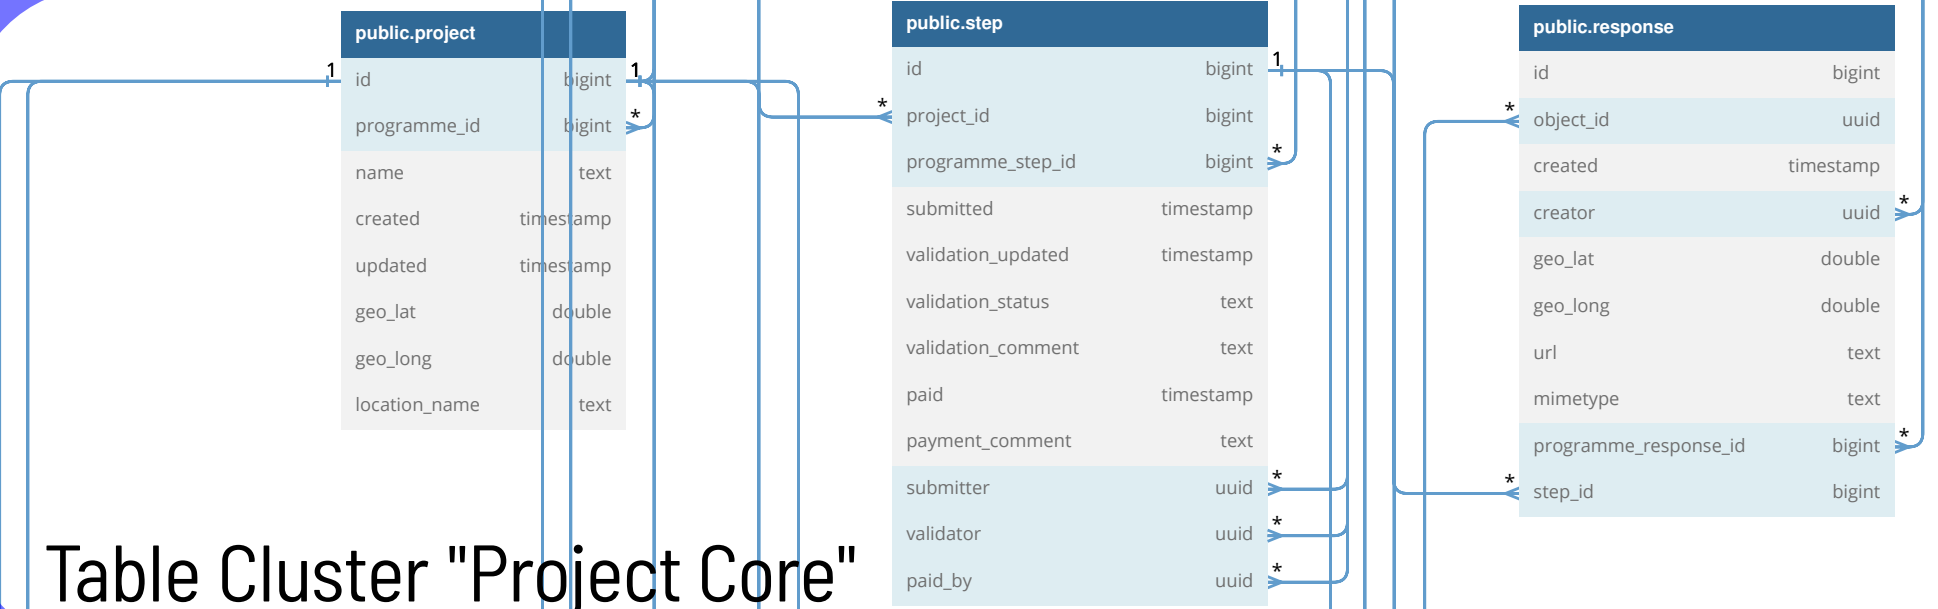 public.project
1
id bigint
1
programme_id bigint
*
name text
created timestamp
updated timestamp
geo_lat double
geo_long double
location_name text
public.step
id bigint
1
*
project_id bigint
programme_step_id bigint
*
submitted timestamp
validation_updated timestamp
validation_status text
validation_comment text
paid timestamp
payment_comment text
submitter uuid
*
validator uuid
*
paid_by uuid
*
public.response
id bigint
*
object_id uuid
created timestamp
creator uuid
*
geo_lat double
geo_long double
url text
mimetype text
programme_response_id bigint
*
*
step_id bigint
Table Cluster "Project Core"